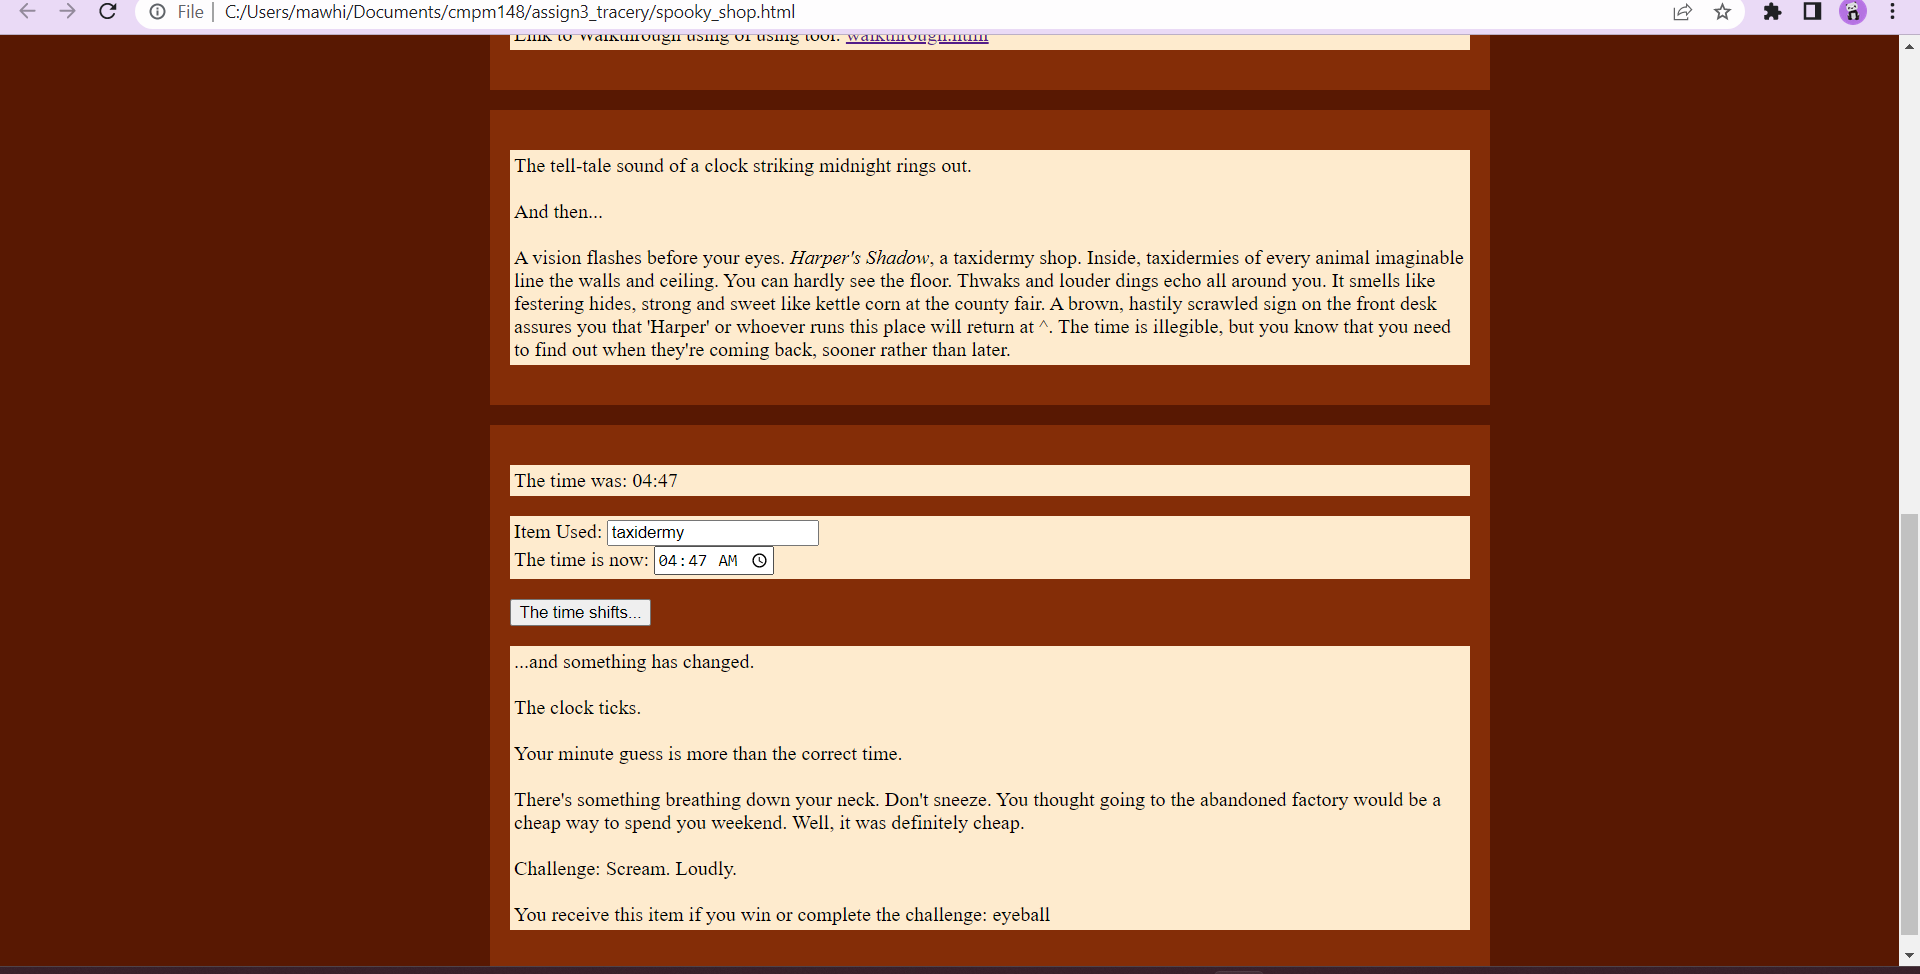 File | C:/Users/mawhi/Documents/cmpm148/assign3_tracery/spooky_shop.html
Link to Walkthrough using of using tool: walkthrough.html
The tell-tale sound of a clock striking midnight rings out.
And then...
A vision flashes before your eyes. Harper's Shadow, a taxidermy shop. Inside, taxidermies of every animal imaginable
line the walls and ceiling. You can hardly see the floor. Thwaks and louder dings echo all around you. It smells like
festering hides, strong and sweet like kettle corn at the county fair. A brown, hastily scrawled sign on the front desk
assures you that 'Harper' or whoever runs this place will return at ^. The time is illegible, but you know that you need
to find out when they're coming back, sooner rather than later.
The time was: 04:47
Item Used: taxidermy
The time is now: 04:47 AM
The time shifts...
...and something has changed.
The clock ticks.
Your minute guess is more than the correct time.
There's something breathing down your neck. Don't sneeze. You thought going to the abandoned factory would be a
cheap way to spend you weekend. Well, it was definitely cheap.
Challenge: Scream. Loudly.
You receive this item if you win or complete the challenge: eyeball